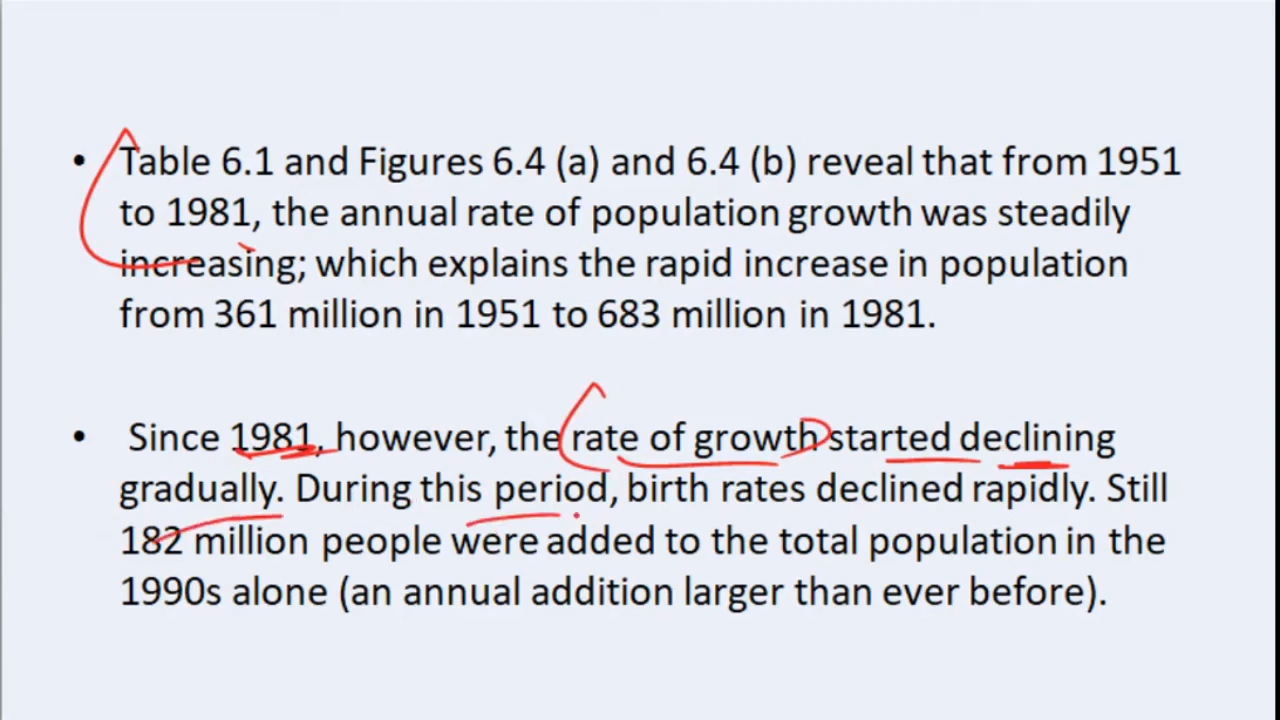 • Table 6.1 and Figures 6.4 (a) and 6.4 (b) reveal that from 1951
to 1981, the annual rate of population growth was steadily
increasing; which explains the rapid increase in population
from 361 million in 1951 to 683 million in 1981.
• Since 1981, however, the rate of growth started declining
gradually. During this period, birth rates declined rapidly. Still
182 million people were added to the total population in the
1990s alone (an annual addition larger than ever before).